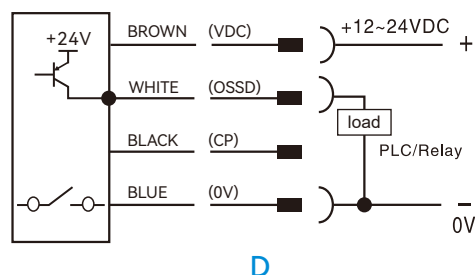 +24V
BROWN (VDC) +12~24VDC +
WHITE (OSSD)
load
BLACK (CP) PLC/Relay
BLUE (0V) −
0V
D